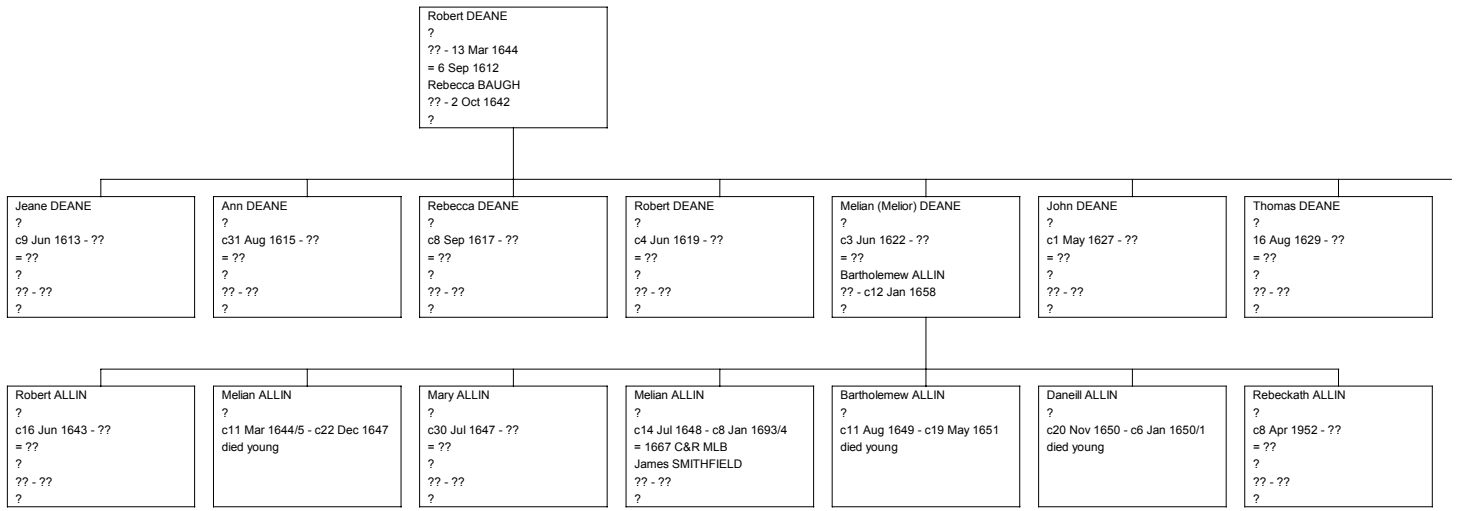 Robert DEANE
?
?? - 13 Mar 1644
= 6 Sep 1612
Rebecca BAUGH
?? - 2 Oct 1642
?
Jeane DEANE
?
c9 Jun 1613 - ??
= ??
?
?? - ??
?
Ann DEANE
?
c31 Aug 1615 - ??
= ??
?
?? - ??
?
Rebecca DEANE
?
c8 Sep 1617 - ??
= ??
?
?? - ??
?
Robert DEANE
?
c4 Jun 1619 - ??
= ??
?
?? - ??
?
Melian (Melior) DEANE
?
c3 Jun 1622 - ??
= ??
Bartholemew ALLIN
?? - c12 Jan 1658
?
John DEANE
?
c1 May 1627 - ??
= ??
?
?? - ??
?
Thomas DEANE
?
16 Aug 1629 - ??
= ??
?
?? - ??
?
Robert ALLIN
?
c16 Jun 1643 - ??
= ??
?
?? - ??
?
Melian ALLIN
?
c11 Mar 1644/5 - c22 Dec 1647
died young
Mary ALLIN
?
c30 Jul 1647 - ??
= ??
?
?? - ??
?
Melian ALLIN
?
c14 Jul 1648 - c8 Jan 1693/4
= 1667 C&R MLB
James SMITHFIELD
?? - ??
?
Bartholemew ALLIN
?
c11 Aug 1649 - c19 May 1651
died young
Daneill ALLIN
?
c20 Nov 1650 - c6 Jan 1650/1
died young
Rebeckath ALLIN
?
c8 Apr 1952 - ??
= ??
?
?? - ??
?